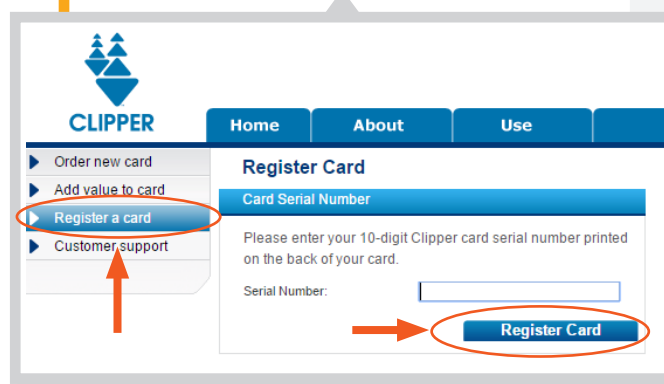 CLIPPER
Home About Use
Order new card
Add value to card
Register a card
Customer support
Register Card
Card Serial Number
Please enter your 10-digit Clipper card serial number printed
on the back of your card.
Serial Number:
Register Card